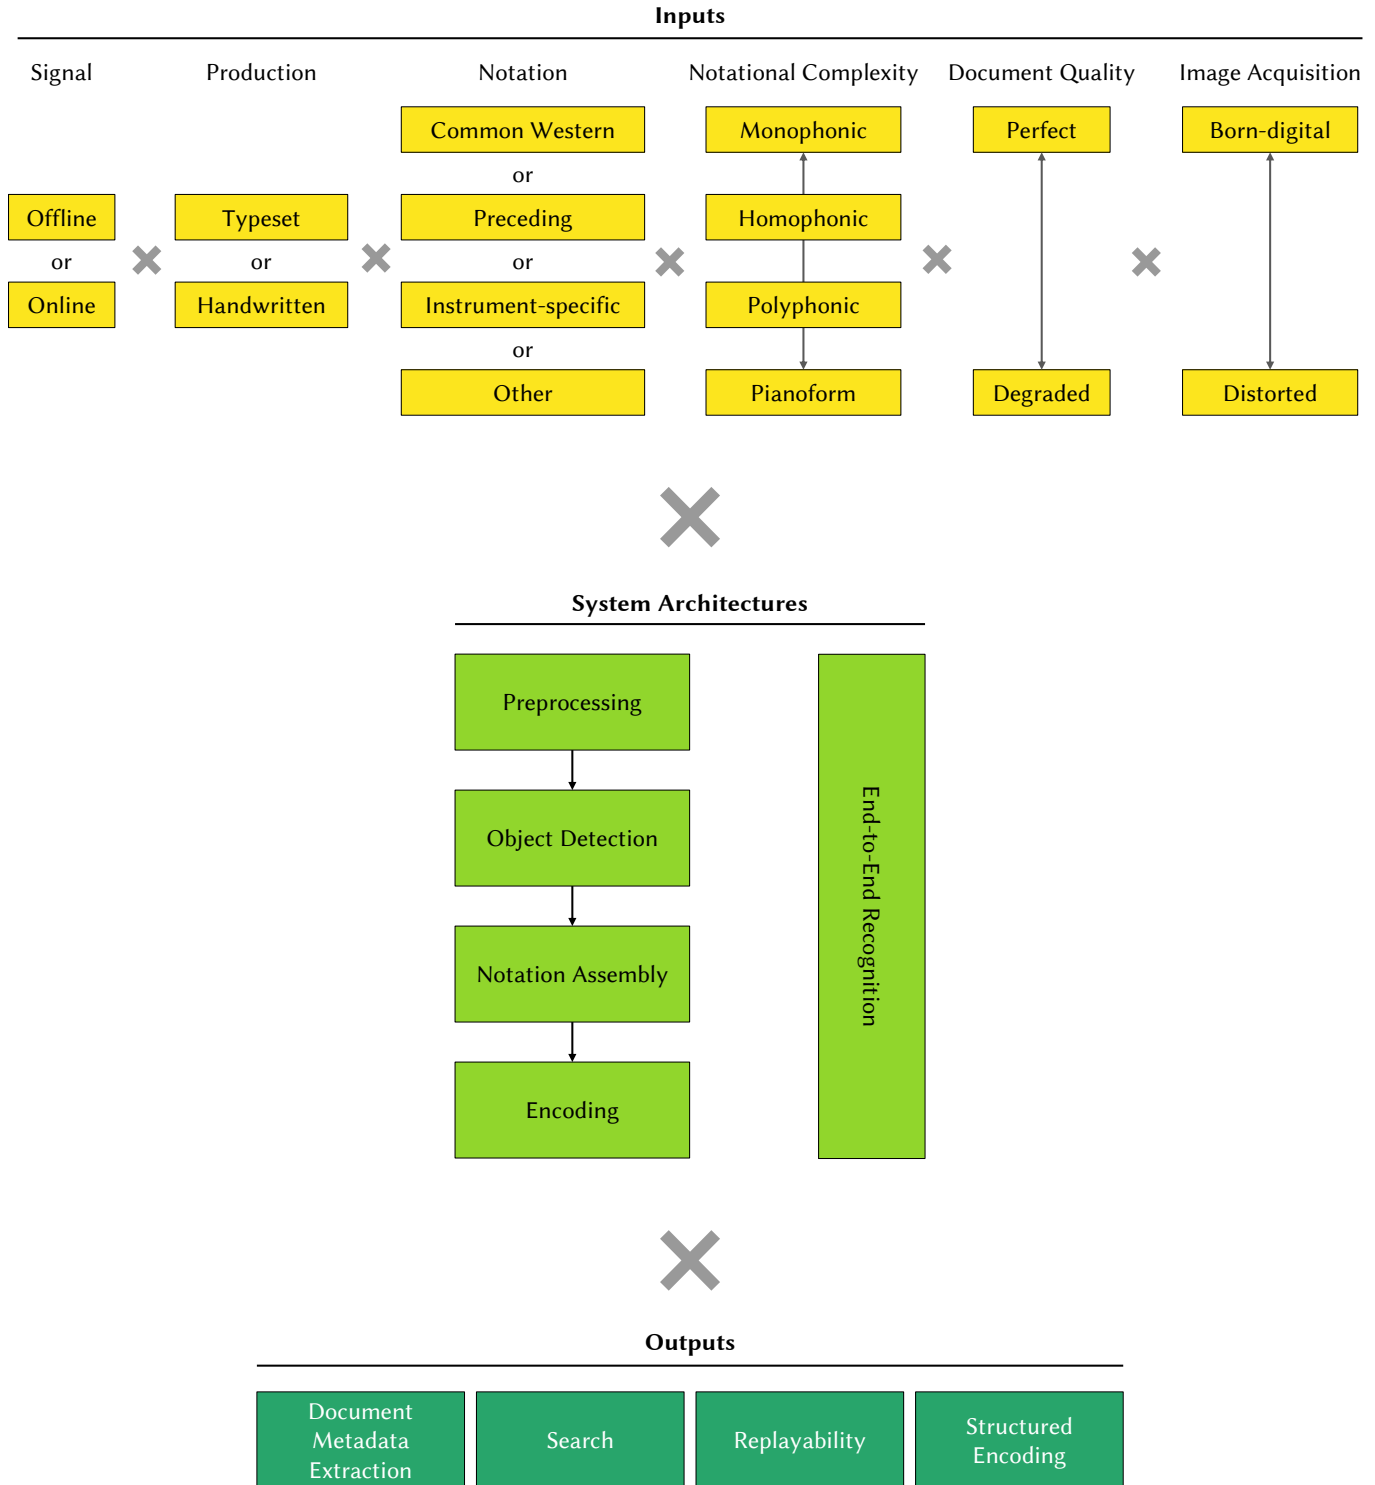 Inputs
Signal
Production
Notation
Notational Complexity
Document Quality
Image Acquisition
Offline
or
Online
Typeset
or
Handwritten
Common Western
or
Preceding
or
Instrument-specific
or
Other
Monophonic
Homophonic
Polyphonic
Pianoform
Perfect
Degraded
Born-digital
Distorted
System Architectures
Preprocessing
Object Detection
Notation Assembly
Encoding
End-to-End Recognition
Outputs
Document
Metadata
Extraction
Search
Replayability
Structured
Encoding